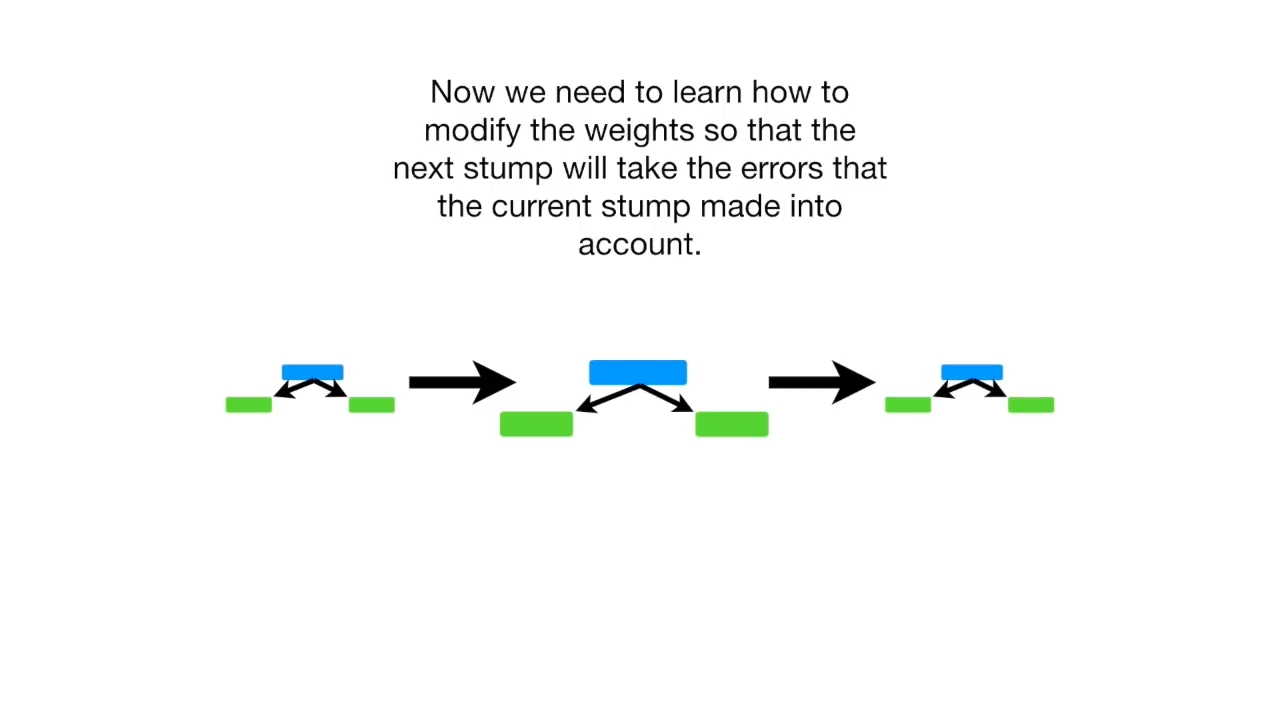 Now we need to learn how to
modify the weights so that the
next stump will take the errors that
the current stump made into
account.